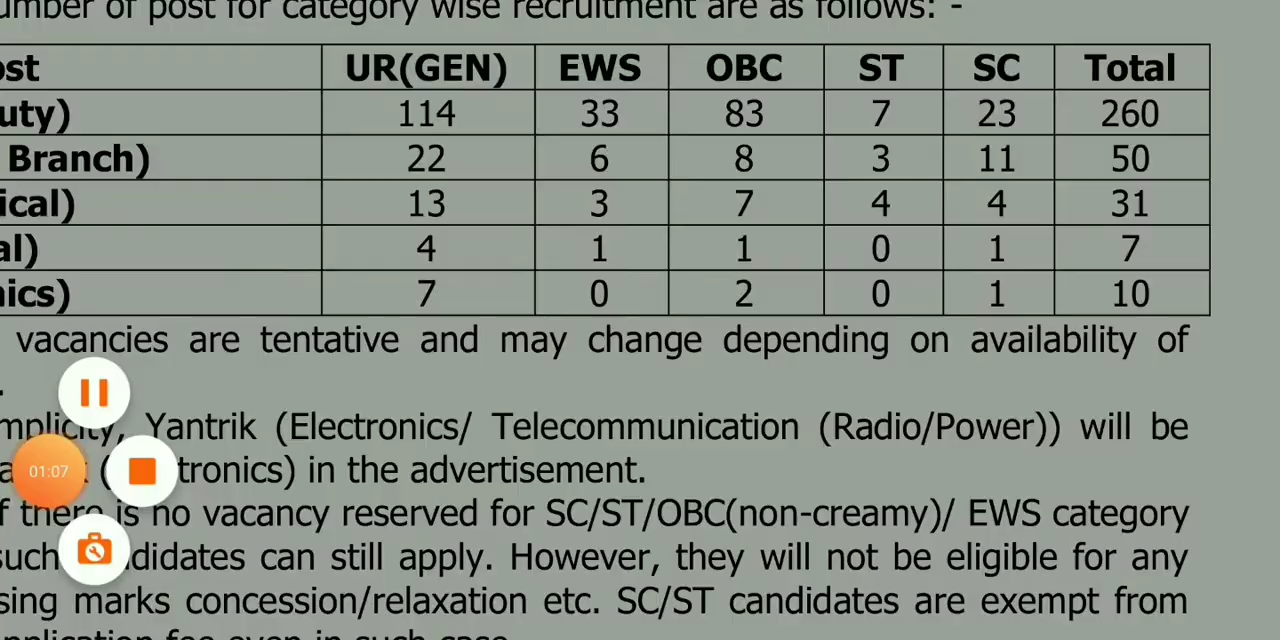 umber of post for category wise recruitment are as follows: -
ost UR(GEN) EWS OBC ST SC Total
uty) 114 33 83 7 23 260
Branch) 22 6 8 3 11 50
ical) 13 3 7 4 4 31
al) 4 1 1 0 1 7
nics) 7 0 2 0 1 10
vacancies are tentative and may change depending on availability of
mplicity, Yantrik (Electronics/ Telecommunication (Radio/Power)) will be
01:07 tronics) in the advertisement.
f there is no vacancy reserved for SC/ST/OBC(non-creamy)/ EWS category
such didates can still apply. However, they will not be eligible for any
sing marks concession/relaxation etc. SC/ST candidates are exempt from
pplication fee even in such case